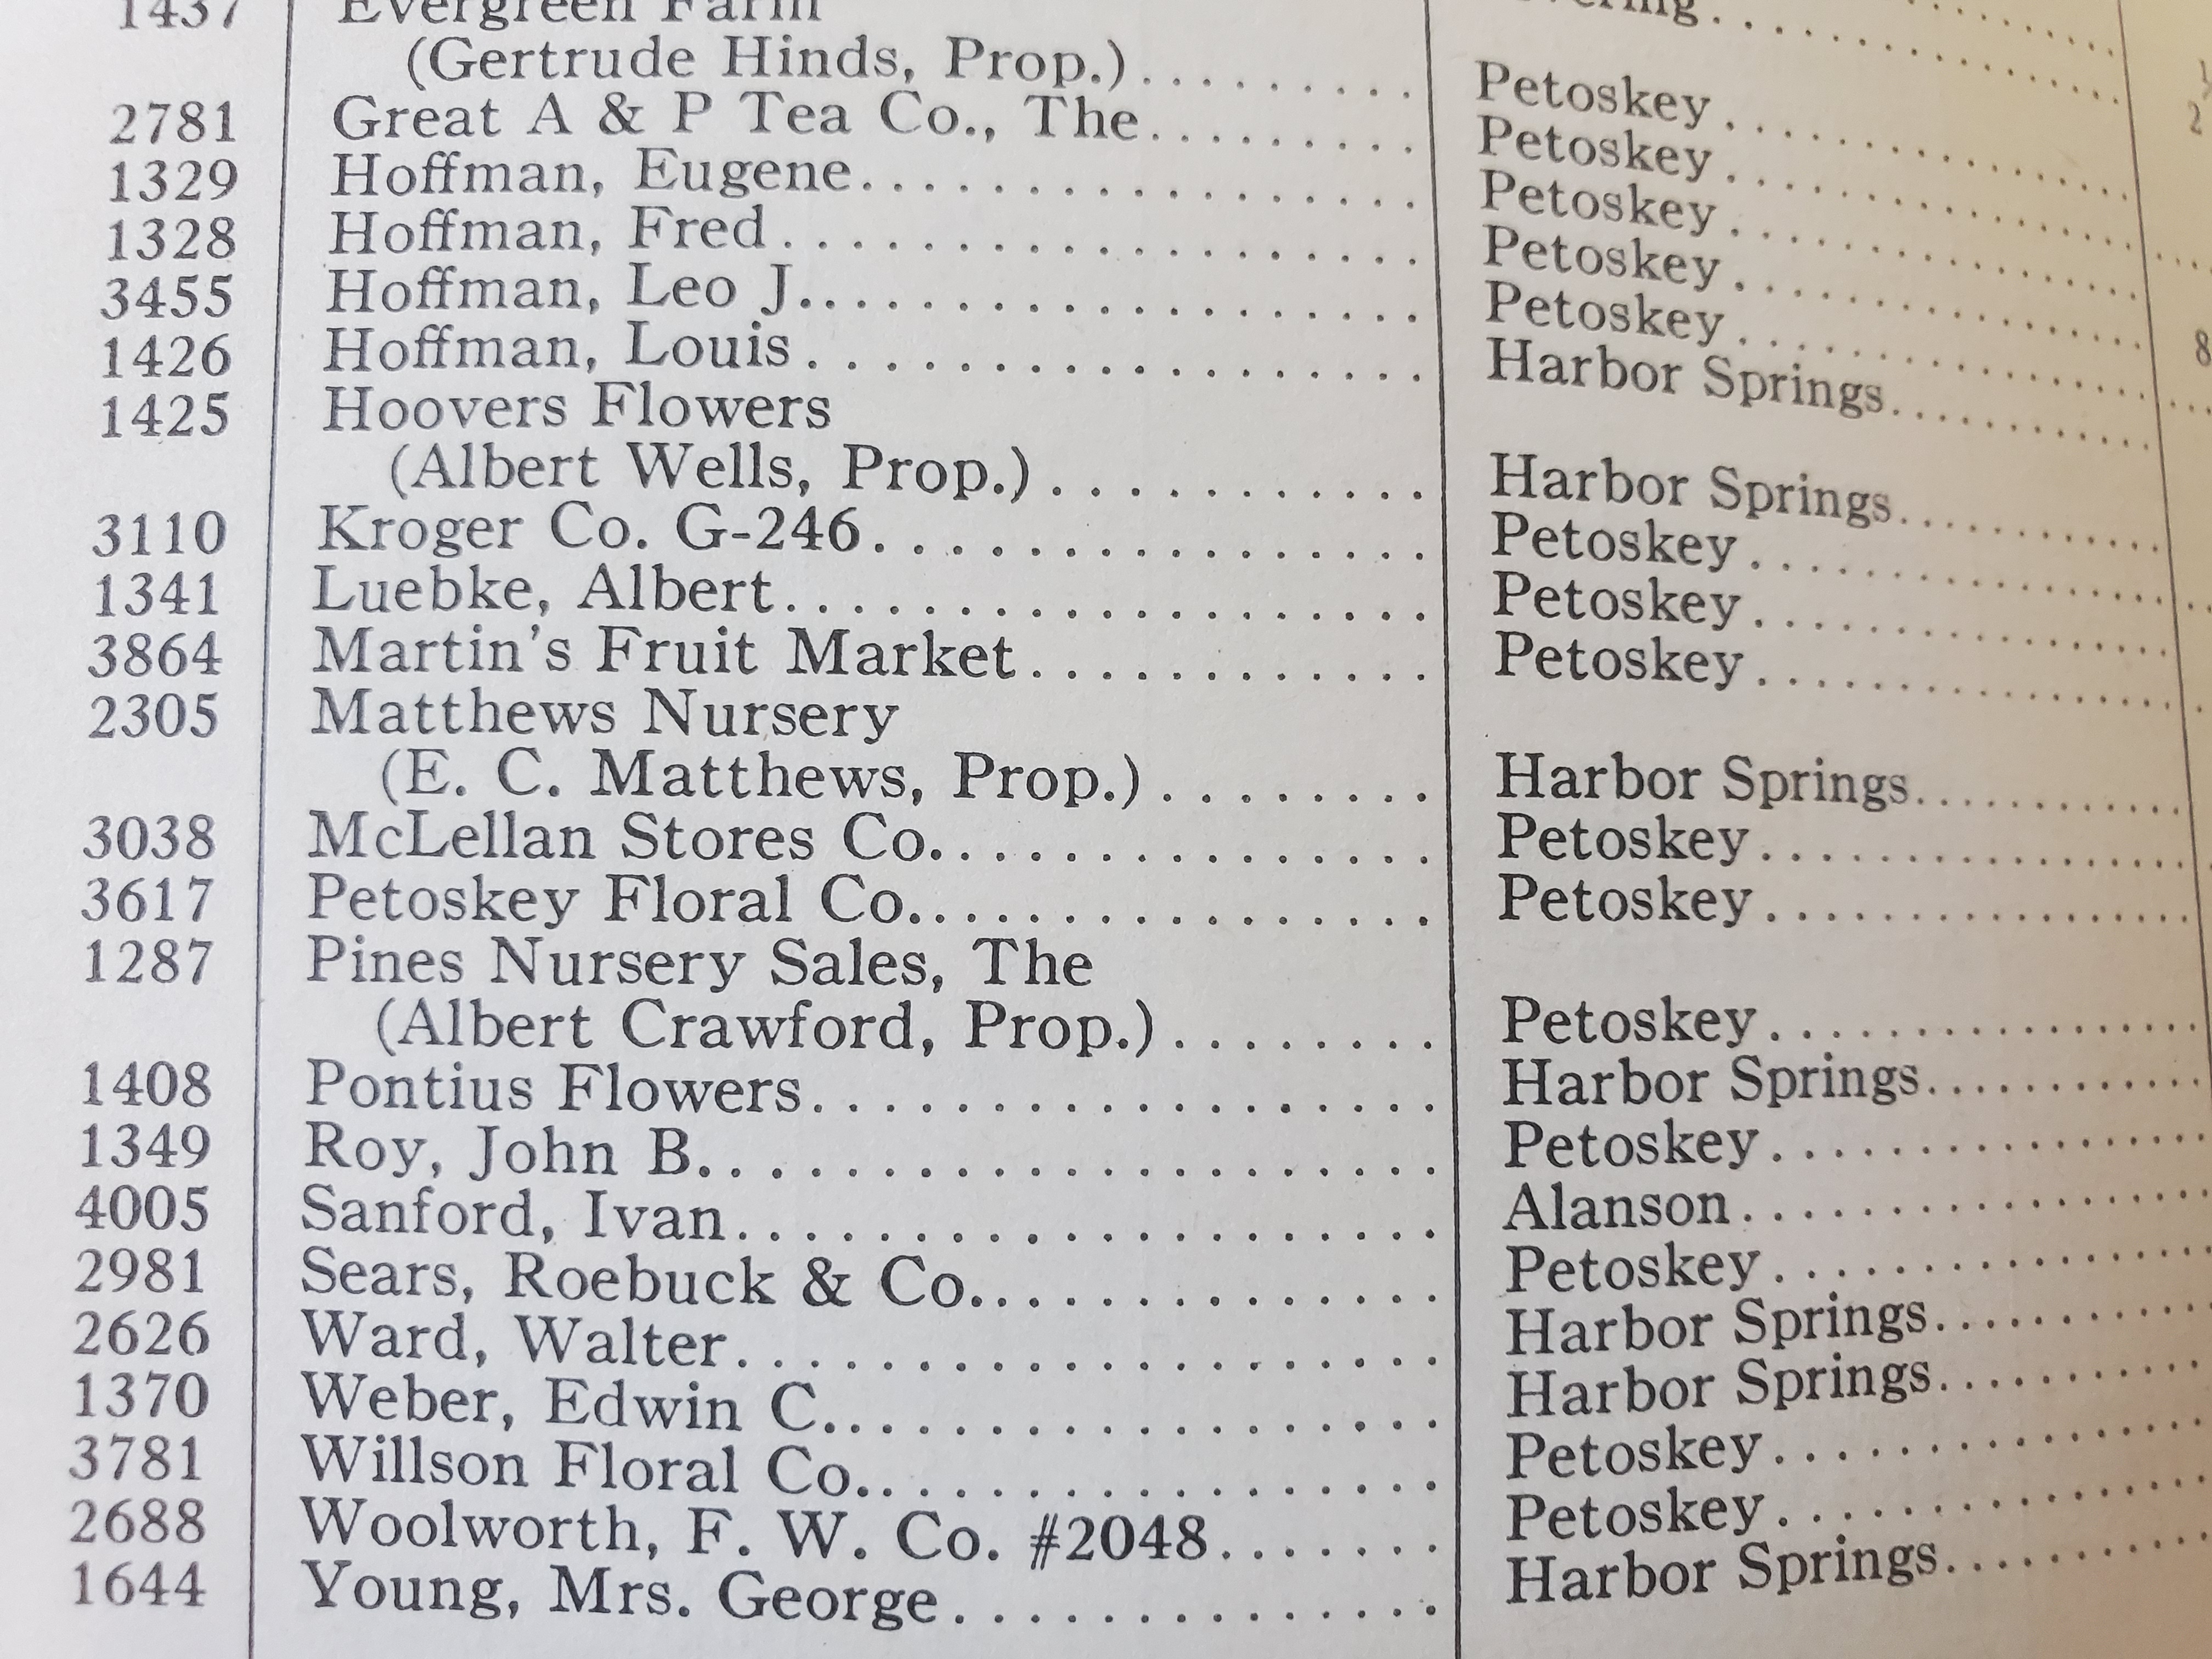 1437 Evergreen Farm
(Gertrude Hinds, Prop.) Petoskey
2781 Great A & P Tea Co., The Petoskey
1329 Hoffman, Eugene Petoskey
1328 Hoffman, Fred Petoskey
3455 Hoffman, Leo J. Petoskey
1426 Hoffman, Louis Harbor Springs
1425 Hoovers Flowers
(Albert Wells, Prop.) Harbor Springs
3110 Kroger Co. G-246 Petoskey
1341 Luebke, Albert Petoskey
3864 Martin's Fruit Market Petoskey
2305 Matthews Nursery
(E. C. Matthews, Prop.) Harbor Springs
3038 McLellan Stores Co. Petoskey
3617 Petoskey Floral Co. Petoskey
1287 Pines Nursery Sales, The
(Albert Crawford, Prop.) Petoskey
1408 Pontius Flowers Harbor Springs
1349 Roy, John B. Petoskey
4005 Sanford, Ivan Alanson
2981 Sears, Roebuck & Co. Petoskey
2626 Ward, Walter Harbor Springs
1370 Weber, Edwin C. Harbor Springs
3781 Willson Floral Co. Petoskey
2688 Woolworth, F. W. Co. #2048 Petoskey
1644 Young, Mrs. George Harbor Springs